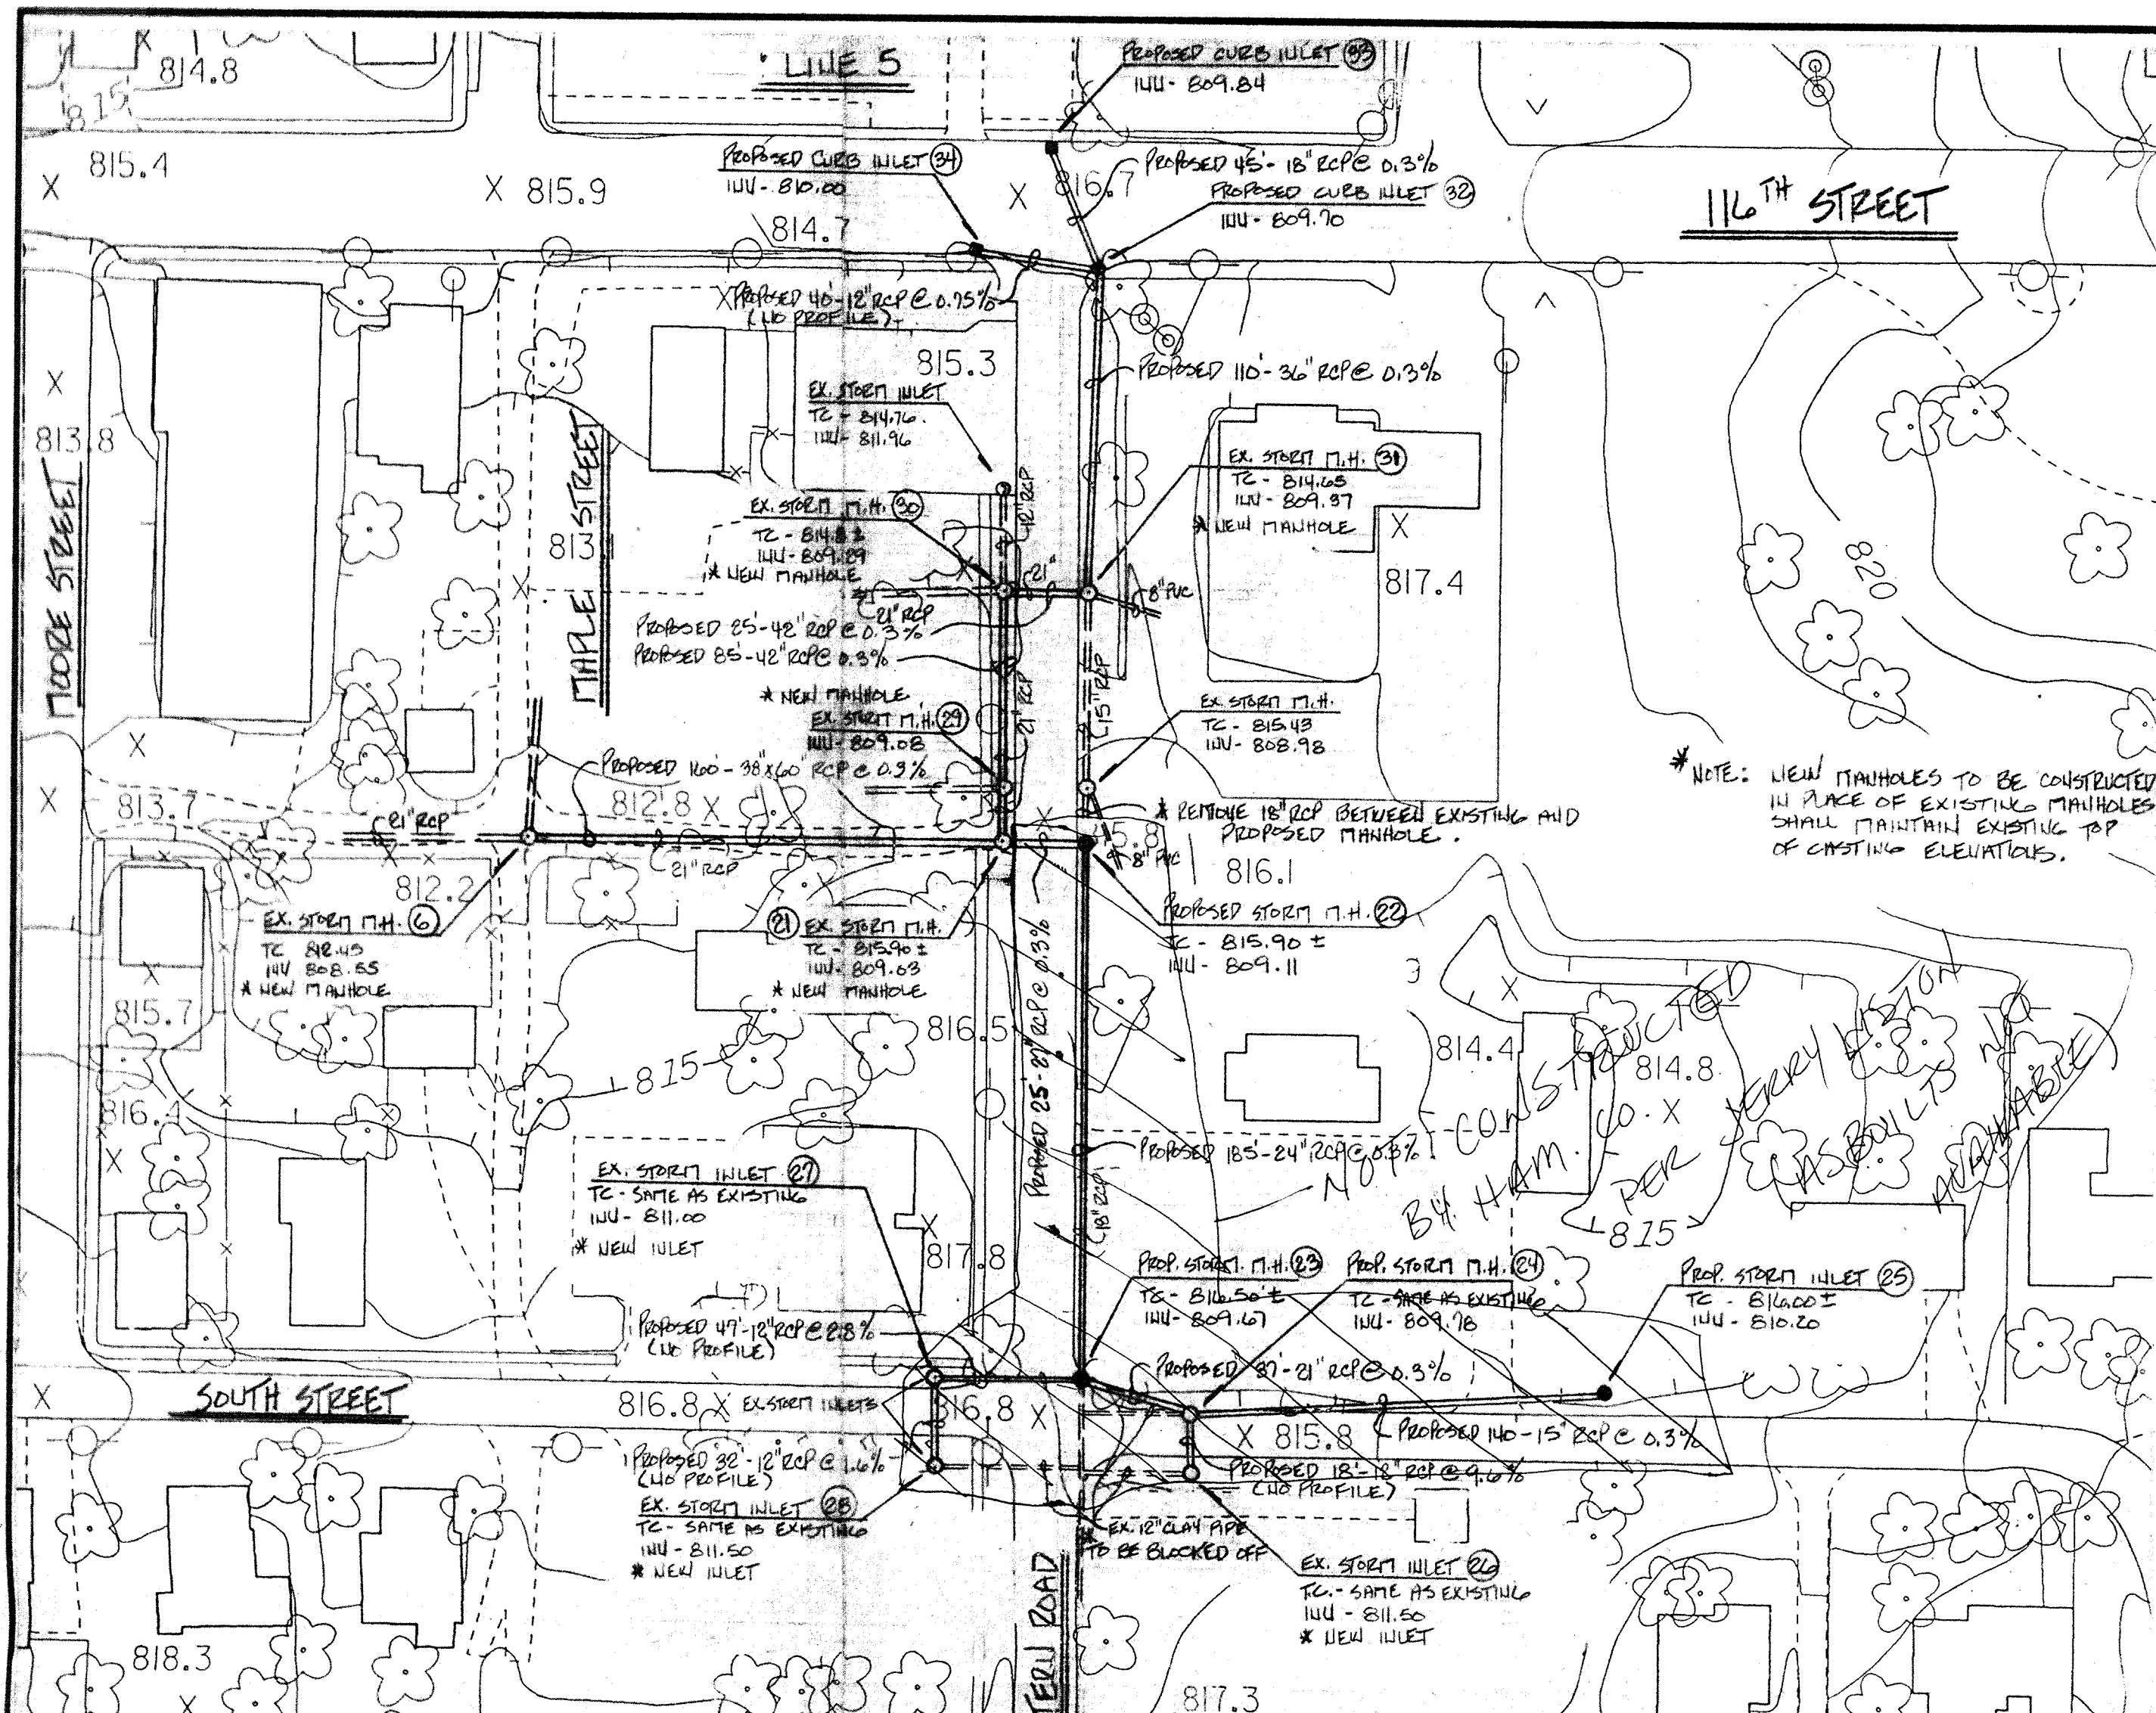 814.8
815
LINE 5
PROPOSED CURB INLET 33
INV- 809.84
815.4
X 815.9
814.7
PROPOSED CURB INLET 34
INV- 810.00
816.7
PROPOSED 45'- 18" RCP @ 0.3%
PROPOSED CURB INLET 32
INV- 809.70
116TH STREET
PROPOSED 40'-12" RCP @ 0.75%
(NO PROFILE)
815.3
PROPOSED 110'- 36" RCP @ 0.3%
EX. STORM INLET
TC - 814.76
INV- 811.96
813.8
MOORE STREET
MAPLE STREET
813
EX. STORM M.H. 30
TC - 814.8±
INV- 809.29
* NEW MANHOLE
42" RCP
EX. STORM M.H. 31
TC - 814.65
INV- 809.37
* NEW MANHOLE
817.4
820
21"
8" PVC
21" RCP
PROPOSED 25'-42" RCP @ 0.3%
PROPOSED 85'-42" RCP @ 0.3%
* NEW MANHOLE
EX. STORM M.H. 29
INV- 809.08
21" RCP
15" RCP
EX. STORM M.H.
TC - 815.43
INV- 808.98
PROPOSED 160' - 38"x60" RCP @ 0.3%
813.7
812.8 X
21" RCP
21" RCP
812.2
* REMOVE 18" RCP BETWEEN EXISTING AND
PROPOSED MANHOLE.
15.8
8" PVC
816.1
* NOTE: NEW MANHOLES TO BE CONSTRUCTED
IN PLACE OF EXISTING MANHOLES
SHALL MAINTAIN EXISTING TOP
OF CASTING ELEVATIONS.
EX. STORM M.H. 6
TC 812.45
INV 808.55
* NEW MANHOLE
21 EX. STORM M.H.
TC - 815.90±
INV- 809.03
* NEW MANHOLE
PROPOSED STORM M.H. 22
TC - 815.90 ±
INV- 809.11
815.7
816.5
815
PROPOSED 25'-27" RCP @ 0.3%
814.4
814.8
816.4
NOT CONSTRUCTED
BY HAM. CO.
PER JERRY LISTON
(ASBUILTS N/A
AVAILABLE)
PROPOSED 185'-24" RCP @ 0.3%
18" RCP
EX. STORM INLET 27
TC - SAME AS EXISTING
INV- 811.00
* NEW INLET
817.8
815
PROP. STORM M.H. 23
TC - 816.50±
INV- 809.67
PROP. STORM M.H. 24
TC - SAME AS EXISTING
INV- 809.78
PROP. STORM INLET 25
TC - 816.00±
INV- 810.20
PROPOSED 47'-12" RCP @ 2.8%
(NO PROFILE)
PROPOSED 37'-21" RCP @ 0.3%
SOUTH STREET
816.8 X EX. STORM INLETS
816.8 X
X 815.8
PROPOSED 140'-15" RCP @ 0.3%
PROPOSED 32'-12" RCP @ 1.6%
(NO PROFILE)
PROPOSED 18'-12" RCP @ 9.6%
(NO PROFILE)
EX. STORM INLET 28
TC - SAME AS EXISTING
INV- 811.50
* NEW INLET
* EX. 12" CLAY PIPE
TO BE BLOCKED OFF
EX. STORM INLET 26
TC.- SAME AS EXISTING
INV - 811.50
* NEW INLET
TERN ROAD
818.3
817.3